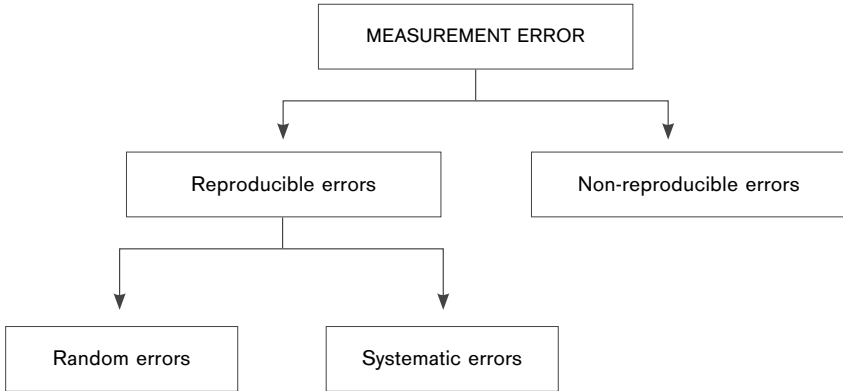 MEASUREMENT ERROR
Reproducible errors
Non-reproducible errors
Random errors
Systematic errors